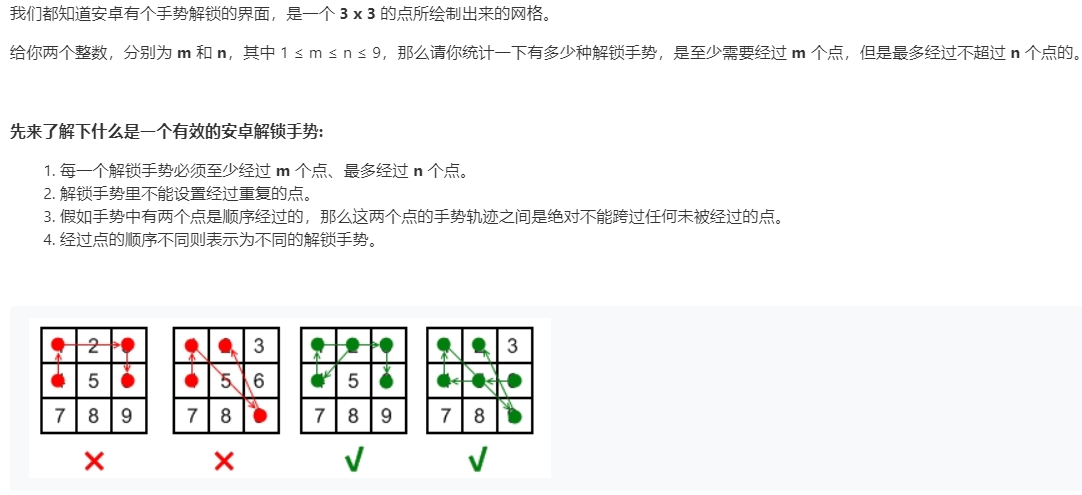 我们都知道安卓有个手势解锁的界面，是一个 3 x 3 的点所绘制出来的网格。
给你两个整数，分别为 m 和 n，其中 1 ≤ m ≤ n ≤ 9，那么请你统计一下有多少种解锁手势，是至少需要经过 m 个点，但是最多经过不超过 n 个点的。
先来了解下什么是一个有效的安卓解锁手势:
1. 每一个解锁手势必须至少经过 m 个点、最多经过 n 个点。
2. 解锁手势里不能设置经过重复的点。
3. 假如手势中有两个点是顺序经过的，那么这两个点的手势轨迹之间是绝对不能跨过任何未被经过的点。
4. 经过点的顺序不同则表示为不同的解锁手势。
2 3 3
5 5 6 5
7 8 9 7 8 7 8 9 7 8